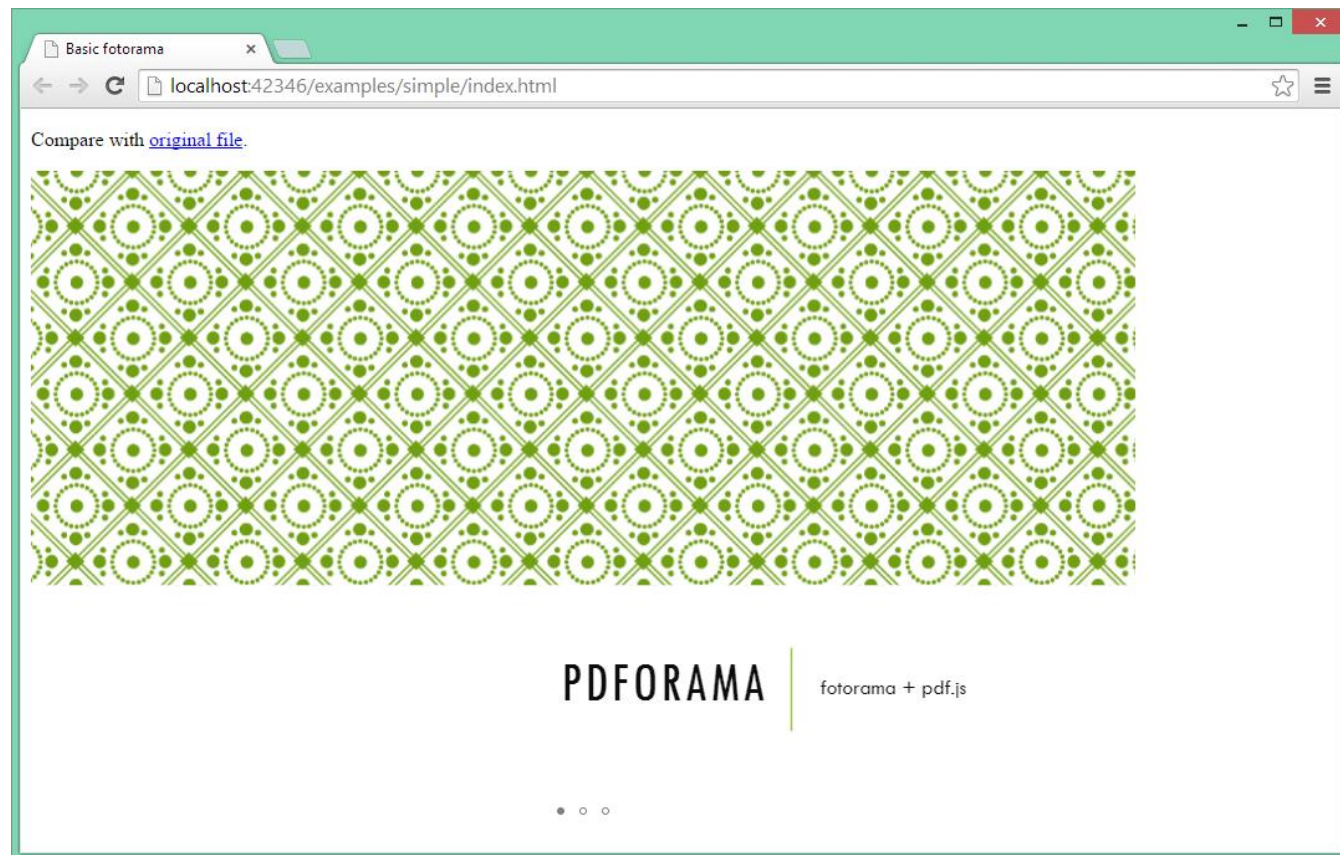 Basic fotorama
localhost:42346/examples/simple/index.html
Compare with original file.
PDFORAMA
fotorama + pdf.js